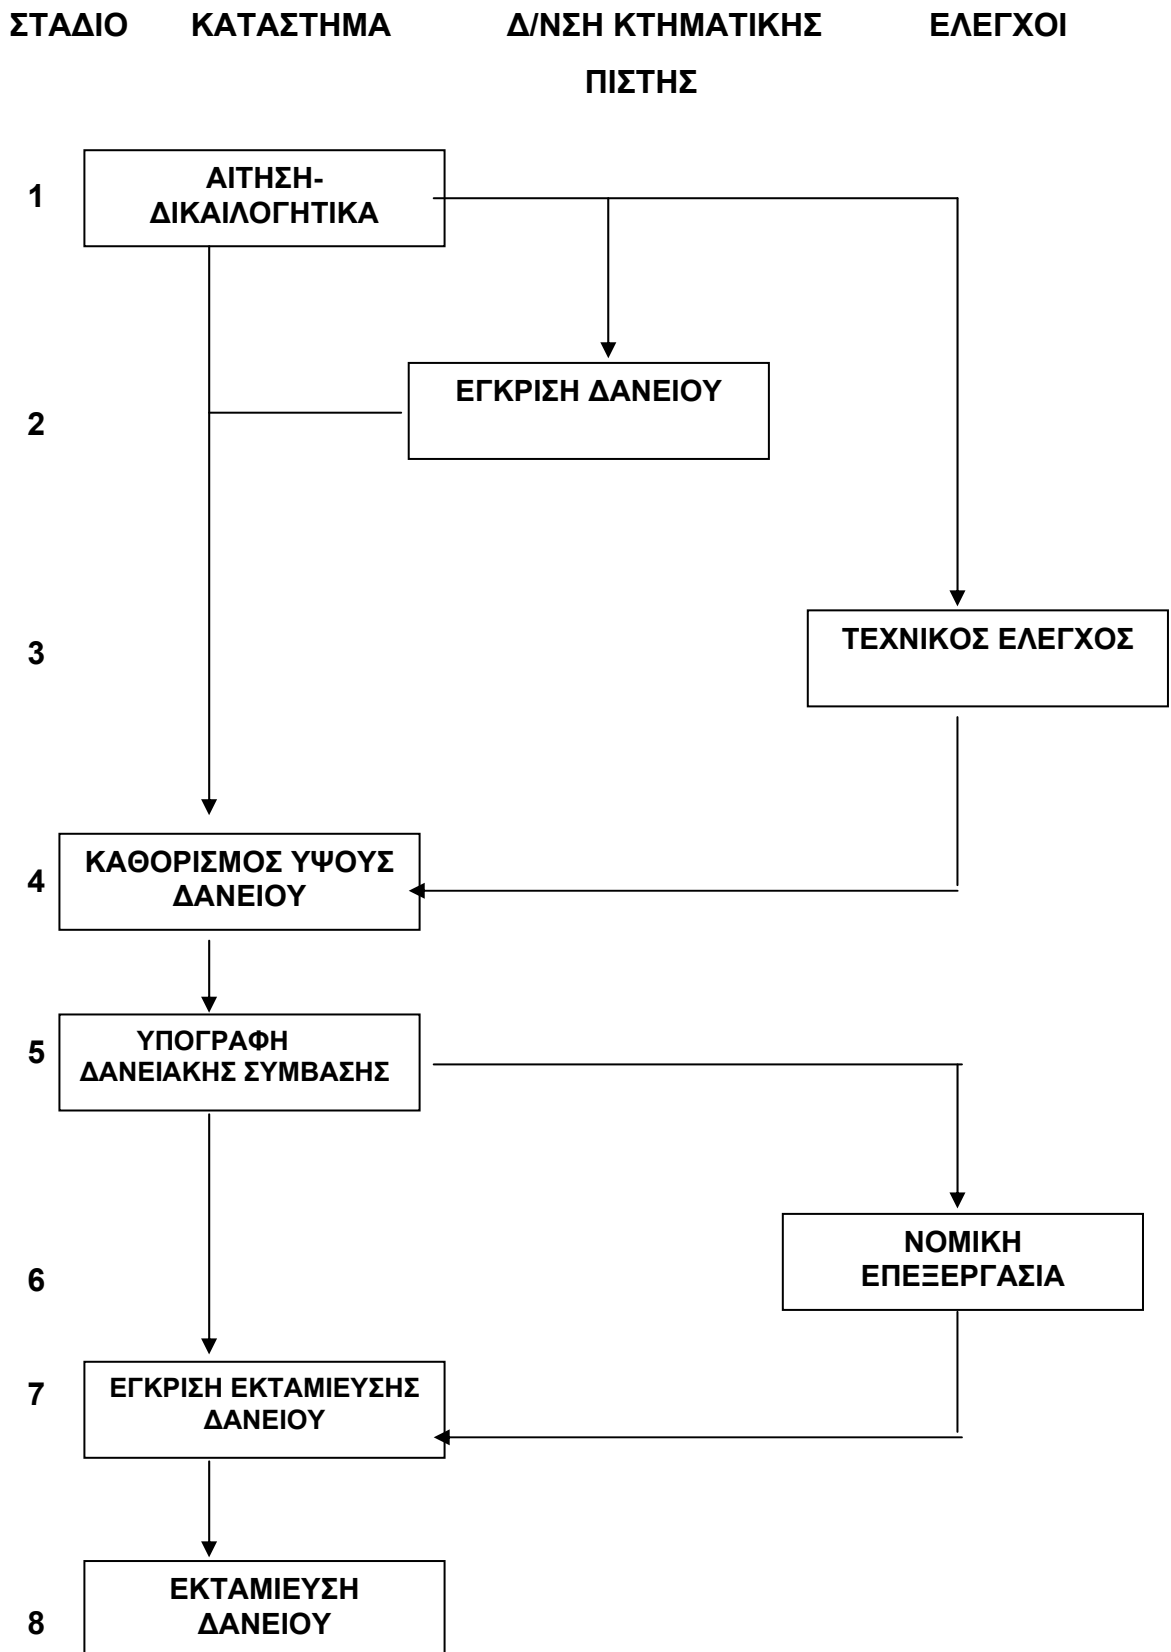 ΣΤΑΔΙΟ ΚΑΤΑΣΤΗΜΑ Δ/ΝΣΗ ΚΤΗΜΑΤΙΚΗΣ ΕΛΕΓΧΟΙ
ΠΙΣΤΗΣ
1
ΑΙΤΗΣΗ-
ΔΙΚΑΙΛΟΓΗΤΙΚΑ
2
ΕΓΚΡΙΣΗ ΔΑΝΕΙΟΥ
3
ΤΕΧΝΙΚΟΣ ΕΛΕΓΧΟΣ
4
ΚΑΘΟΡΙΣΜΟΣ ΥΨΟΥΣ
ΔΑΝΕΙΟΥ
5
ΥΠΟΓΡΑΦΗ
ΔΑΝΕΙΑΚΗΣ ΣΥΜΒΑΣΗΣ
6
ΝΟΜΙΚΗ
ΕΠΕΞΕΡΓΑΣΙΑ
7
ΕΓΚΡΙΣΗ ΕΚΤΑΜΙΕΥΣΗΣ
ΔΑΝΕΙΟΥ
8
ΕΚΤΑΜΙΕΥΣΗ
ΔΑΝΕΙΟΥ